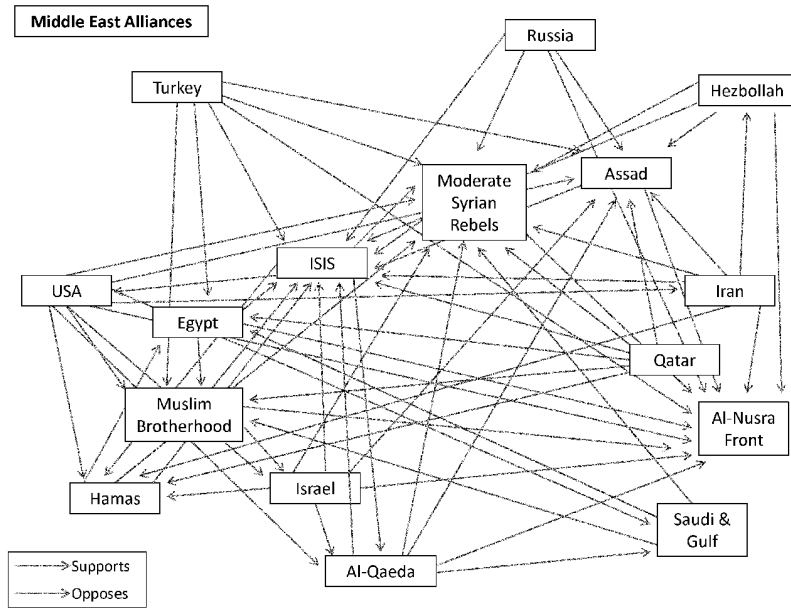 Middle East Alliances
Russia
Turkey
Hezbollah
Moderate
Syrian
Rebels
Assad
ISIS
USA
Iran
Egypt
Qatar
Muslim
Brotherhood
Al-Nusra
Front
Hamas
Israel
Saudi &
Gulf
Al-Qaeda
Supports
Opposes